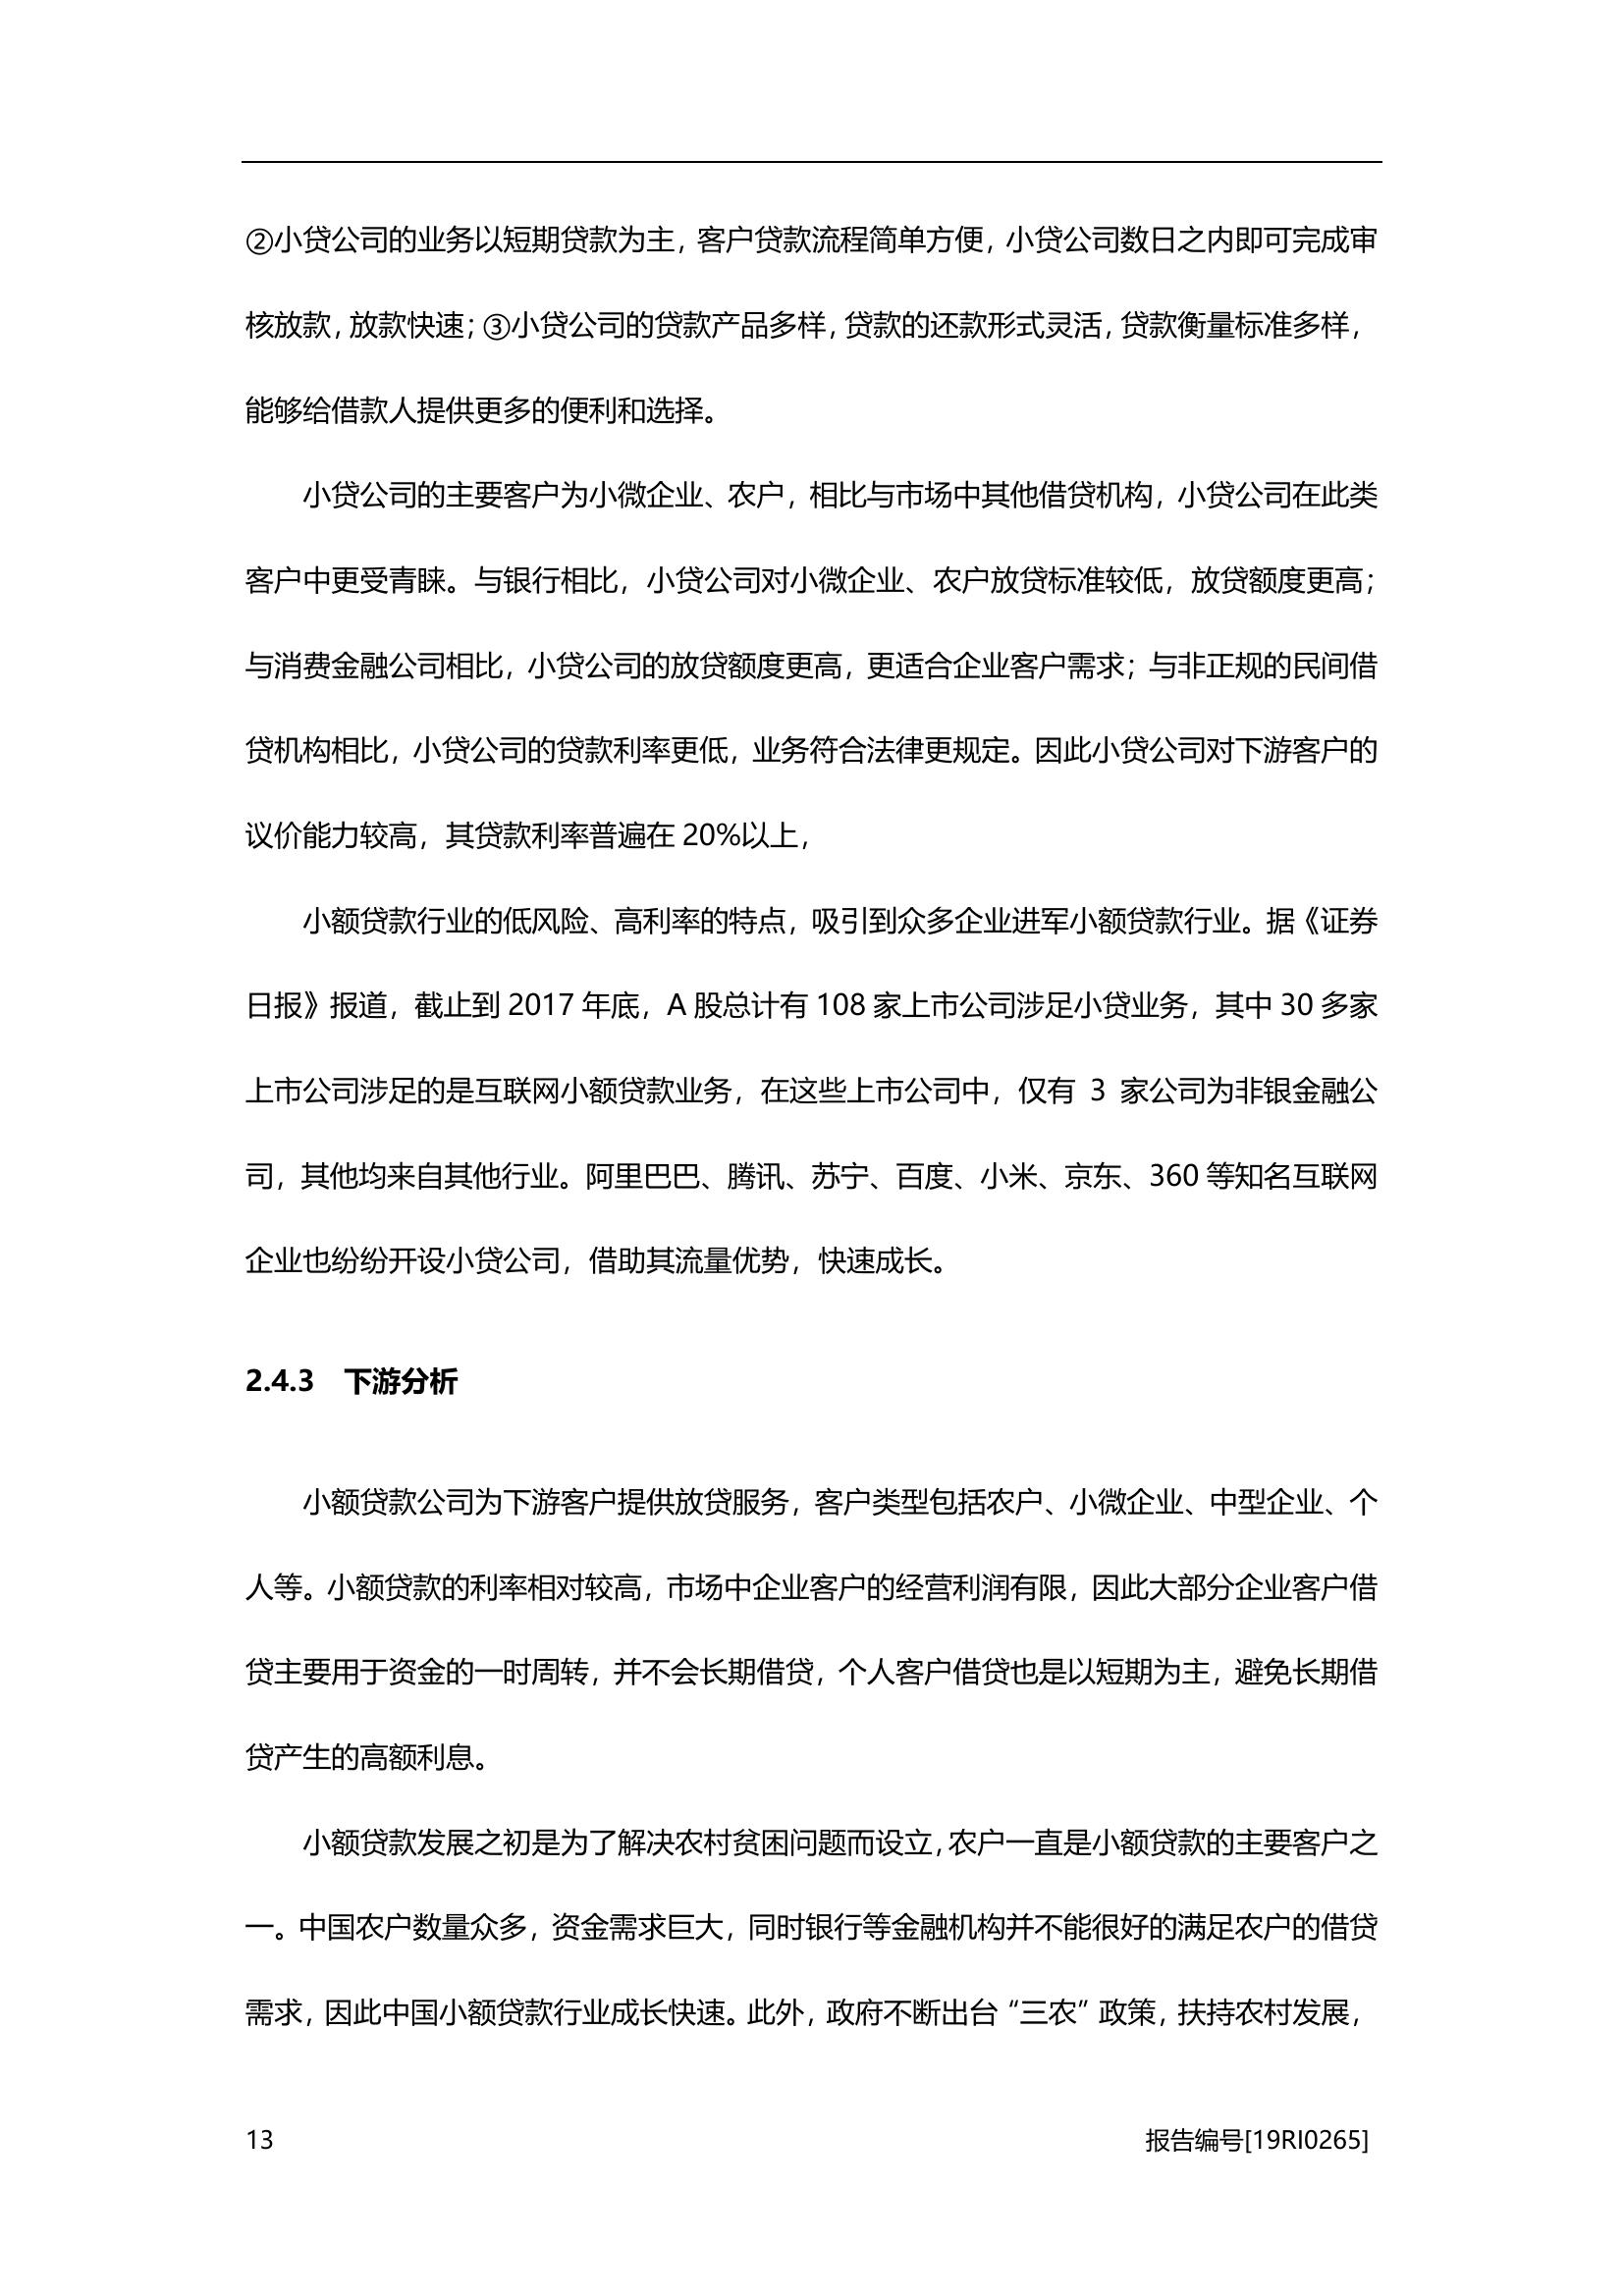 ②小贷公司的业务以短期贷款为主，客户贷款流程简单方便，小贷公司数日之内即可完成审
核放款，放款快速；③小贷公司的贷款产品多样，贷款的还款形式灵活，贷款衡量标准多样，
能够给借款人提供更多的便利和选择。
小贷公司的主要客户为小微企业、农户，相比与市场中其他借贷机构，小贷公司在此类
客户中更受青睐。与银行相比，小贷公司对小微企业、农户放贷标准较低，放贷额度更高；
与消费金融公司相比，小贷公司的放贷额度更高，更适合企业客户需求；与非正规的民间借
贷机构相比，小贷公司的贷款利率更低，业务符合法律更规定。因此小贷公司对下游客户的
议价能力较高，其贷款利率普遍在 20%以上，
小额贷款行业的低风险、高利率的特点，吸引到众多企业进军小额贷款行业。据《证券
日报》报道，截止到 2017 年底，A 股总计有 108 家上市公司涉足小贷业务，其中 30 多家
上市公司涉足的是互联网小额贷款业务，在这些上市公司中，仅有 3 家公司为非银金融公
司，其他均来自其他行业。阿里巴巴、腾讯、苏宁、百度、小米、京东、360 等知名互联网
企业也纷纷开设小贷公司，借助其流量优势，快速成长。
2.4.3 下游分析
小额贷款公司为下游客户提供放贷服务，客户类型包括农户、小微企业、中型企业、个
人等。小额贷款的利率相对较高，市场中企业客户的经营利润有限，因此大部分企业客户借
贷主要用于资金的一时周转，并不会长期借贷，个人客户借贷也是以短期为主，避免长期借
贷产生的高额利息。
小额贷款发展之初是为了解决农村贫困问题而设立，农户一直是小额贷款的主要客户之
一。中国农户数量众多，资金需求巨大，同时银行等金融机构并不能很好的满足农户的借贷
需求，因此中国小额贷款行业成长快速。此外，政府不断出台“三农”政策，扶持农村发展，
13 报告编号[19RI0265]